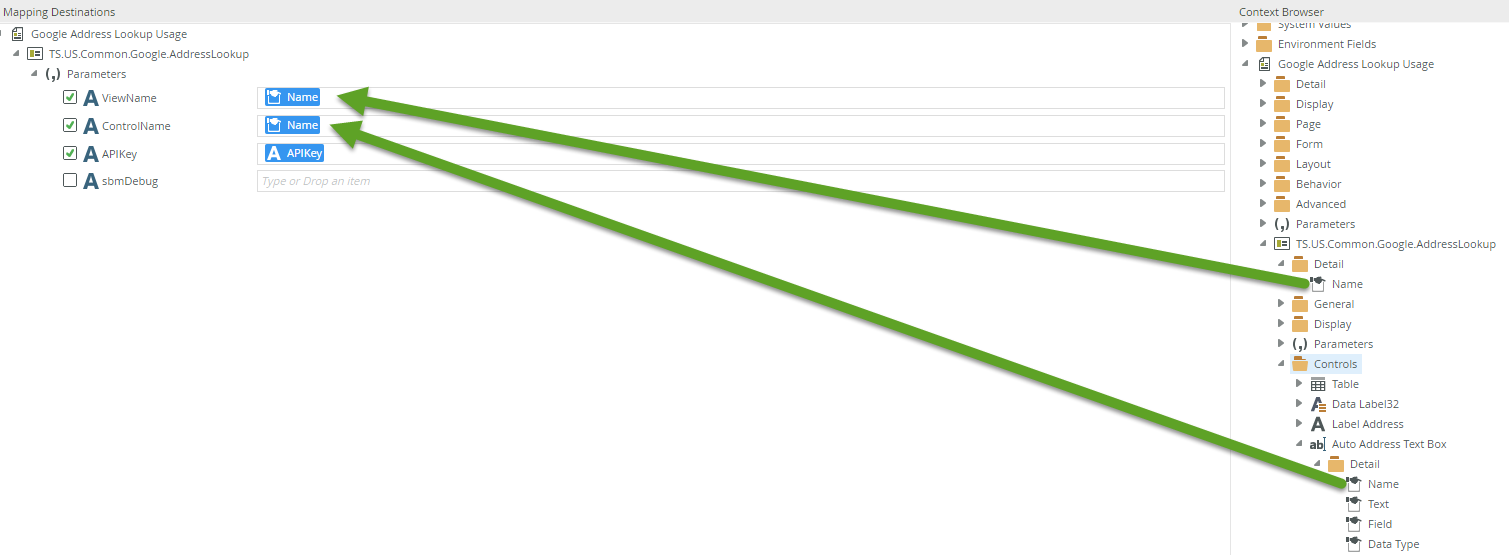 Mapping Destinations
Google Address Lookup Usage
TS.US.Common.Google.AddressLookup
(,) Parameters
ViewName
Name
ControlName
Name
APIKey
APIKey
sbmDebug
Type or Drop an item
Context Browser
System Values
Environment Fields
Google Address Lookup Usage
Detail
Display
Page
Form
Layout
Behavior
Advanced
(,) Parameters
TS.US.Common.Google.AddressLookup
Detail
Name
General
Display
(,) Parameters
Controls
Table
Data Label32
Label Address
Auto Address Text Box
Detail
Name
Text
Field
Data Type